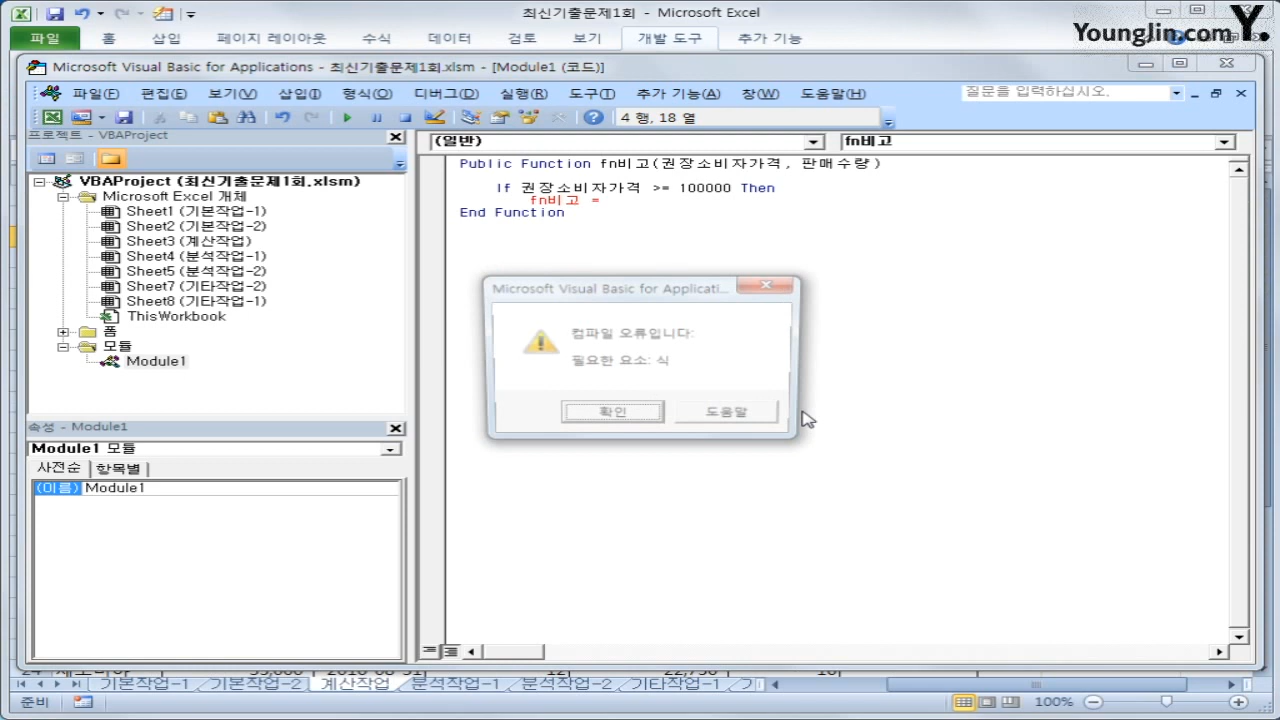 최신기출문제1회 - Microsoft Excel
파일 홈 삽입 페이지 레이아웃 수식 데이터 검토 보기 개발 도구 추가 기능
YoungJin.com Y.
Microsoft Visual Basic for Applications - 최신기출문제1회.xlsm - [Module1 (코드)]
파일(F) 편집(E) 보기(V) 삽입(I) 형식(O) 디버그(D) 실행(R) 도구(T) 추가 기능(A) 창(W) 도움말(H) 질문을 입력하십시오.
4 행, 18 열
프로젝트 - VBAProject
(일반) fn비고
VBAProject (최신기출문제1회.xlsm)
Microsoft Excel 개체
Sheet1 (기본작업-1)
Sheet2 (기본작업-2)
Sheet3 (계산작업)
Sheet4 (분석작업-1)
Sheet5 (분석작업-2)
Sheet7 (기타작업-2)
Sheet8 (기타작업-1)
ThisWorkbook
폼
모듈
Module1
Public Function fn비고(권장소비자가격, 판매수량)
If 권장소비자가격 >= 100000 Then
fn비고 =
End Function
Microsoft Visual Basic for Applicati...
컴파일 오류입니다:
필요한 요소: 식
확인 도움말
속성 - Module1
Module1 모듈
사전순 항목별
(이름) Module1
기본작업-1 기본작업-2 계산작업 분석작업-1 분석작업-2 기타작업-1
준비 100%